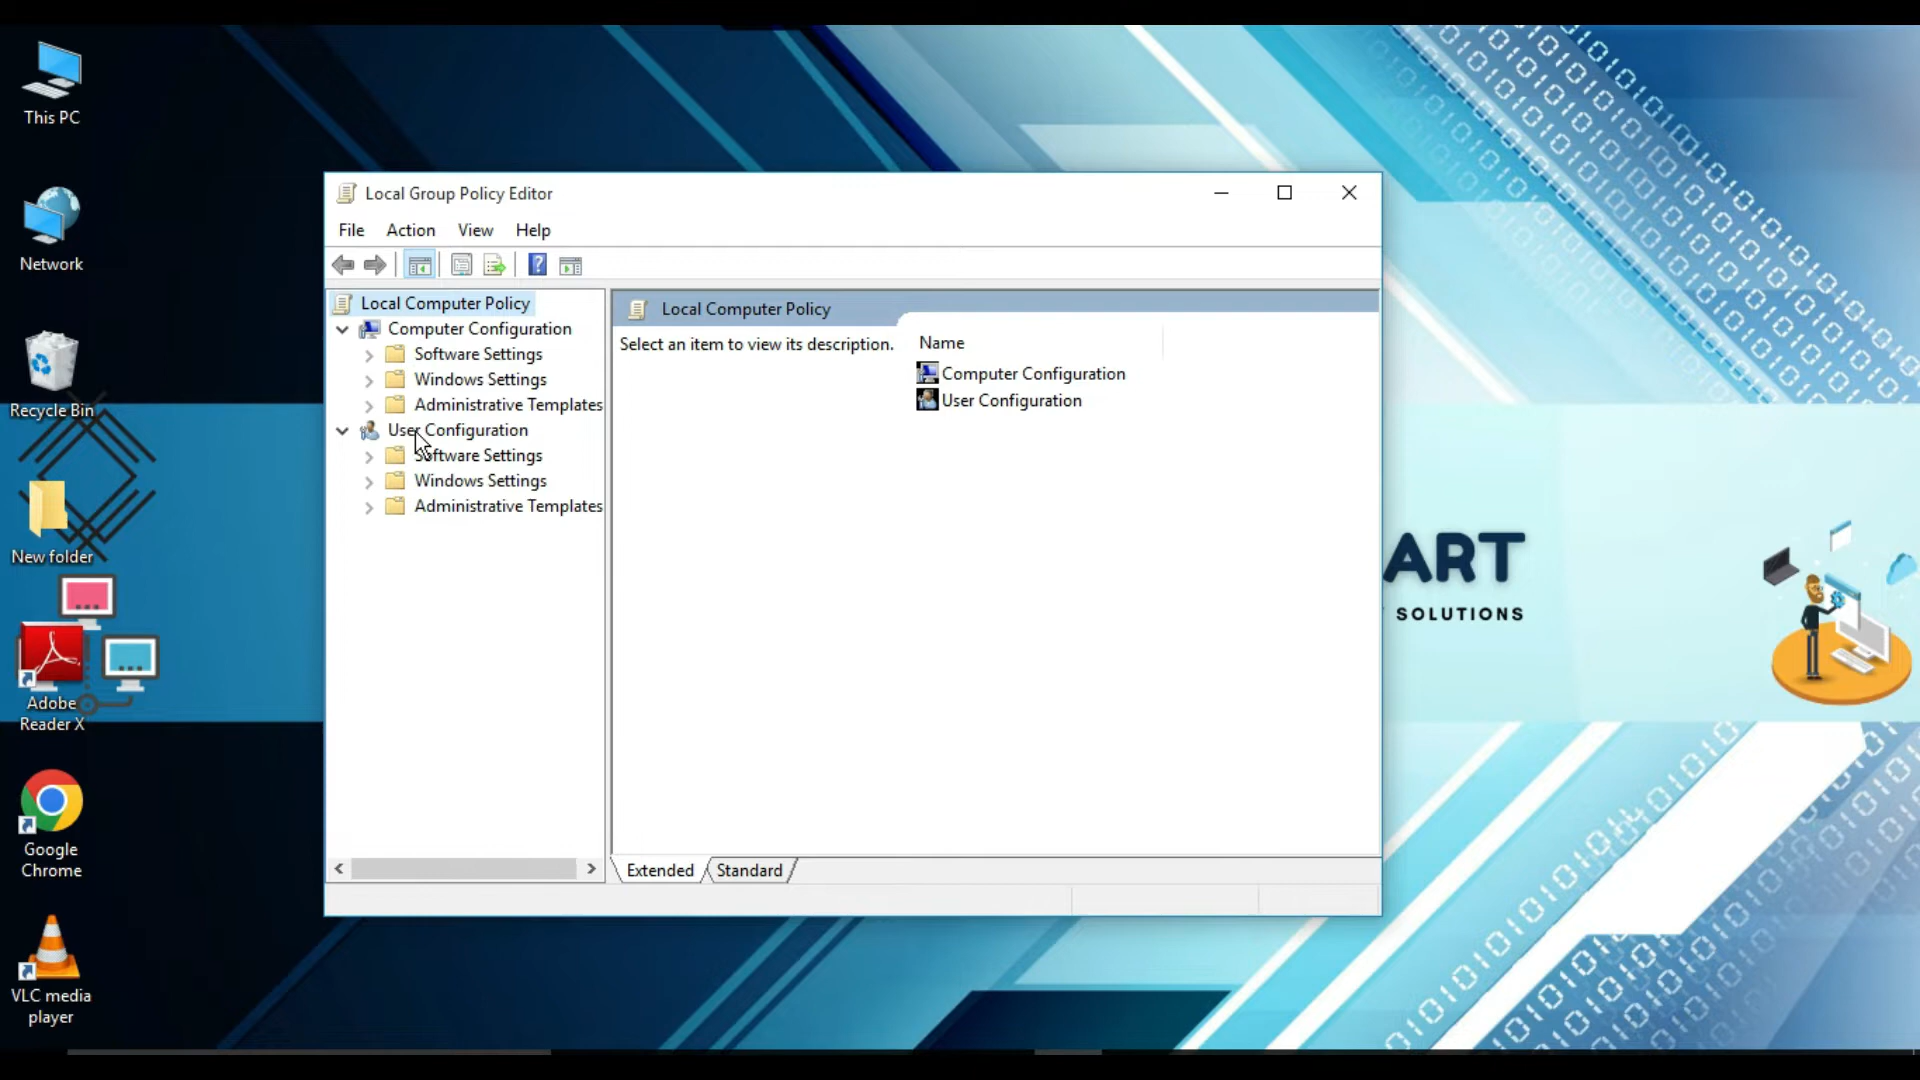 This PC
Network
Recycle Bin
New folder
Adobe
Reader X
Google
Chrome
VLC media
player
Local Group Policy Editor
File Action View Help
Local Computer Policy
Computer Configuration
Software Settings
Windows Settings
Administrative Templates
User Configuration
Software Settings
Windows Settings
Administrative Templates
Local Computer Policy
Select an item to view its description.
Name
Computer Configuration
User Configuration
Extended Standard
ART
SOLUTIONS